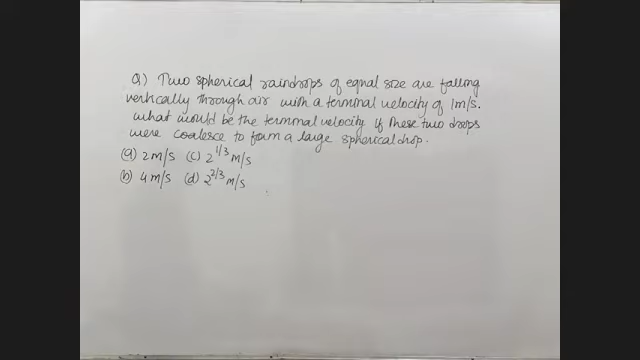 Q) Two spherical raindrops of equal size are falling
vertically through air with a terminal velocity of 1m/s.
what would be the terminal velocity if these two drops
were coalesce to form a large spherical drop.
(a) 2m/s (c) 2^1/3 m/s
(b) 4m/s (d) 2^2/3 m/s